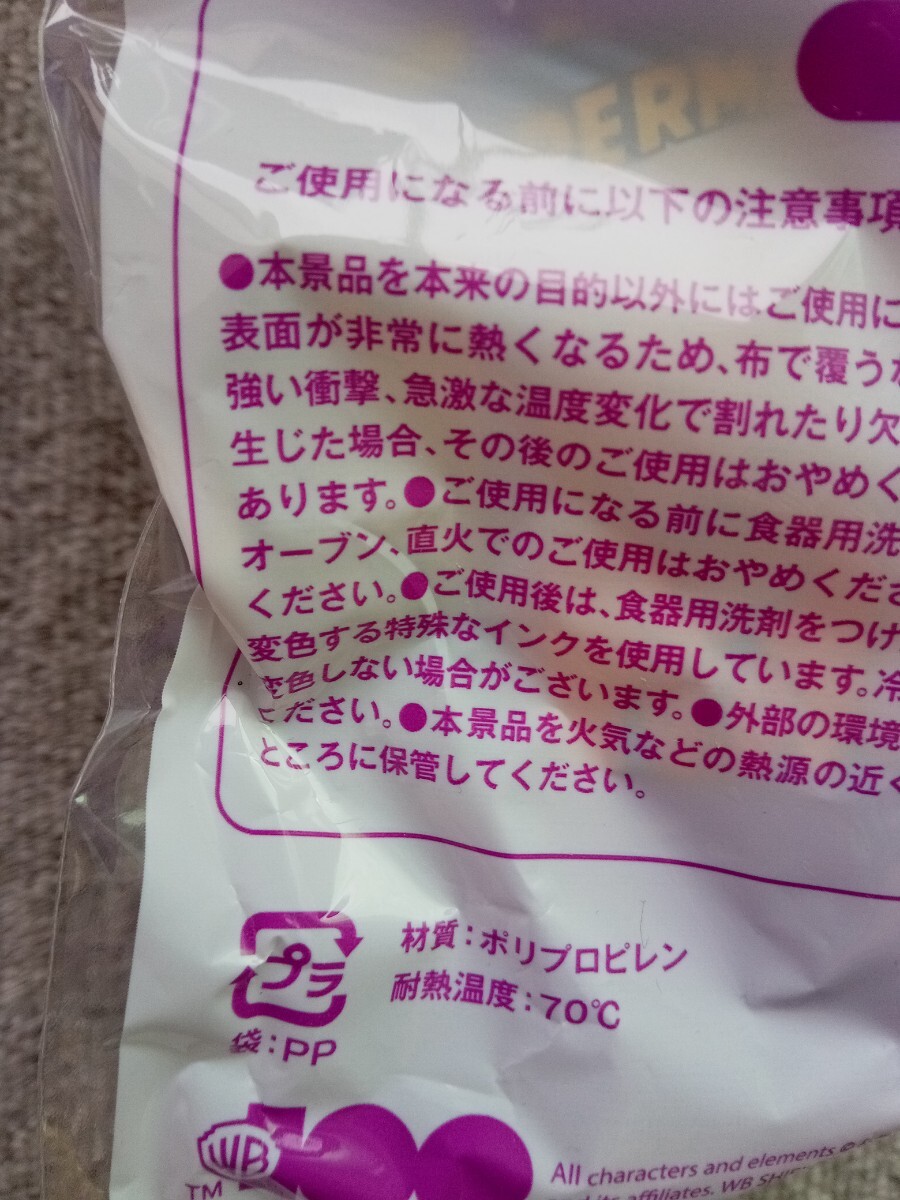 PERM
ご使用になる前に以下の注意事項
●本景品を本来の目的以外にはご使用に
表面が非常に熱くなるため、布で覆うな
強い衝撃、急激な温度変化で割れたり欠
生じた場合、その後のご使用はおやめく
あります。●ご使用になる前に食器用洗
オーブン、直火でのご使用はおやめくださ
ください。●ご使用後は、食器用洗剤をつけ
変色する特殊なインクを使用しています。冷
変色しない場合がございます。●外部の環境
ください。●本景品を火気などの熱源の近く
ところに保管してください。
プラ
袋：PP
材質：ポリプロピレン
耐熱温度：70℃
WB
TM
100
All characters and elements ©
affiliates. WB